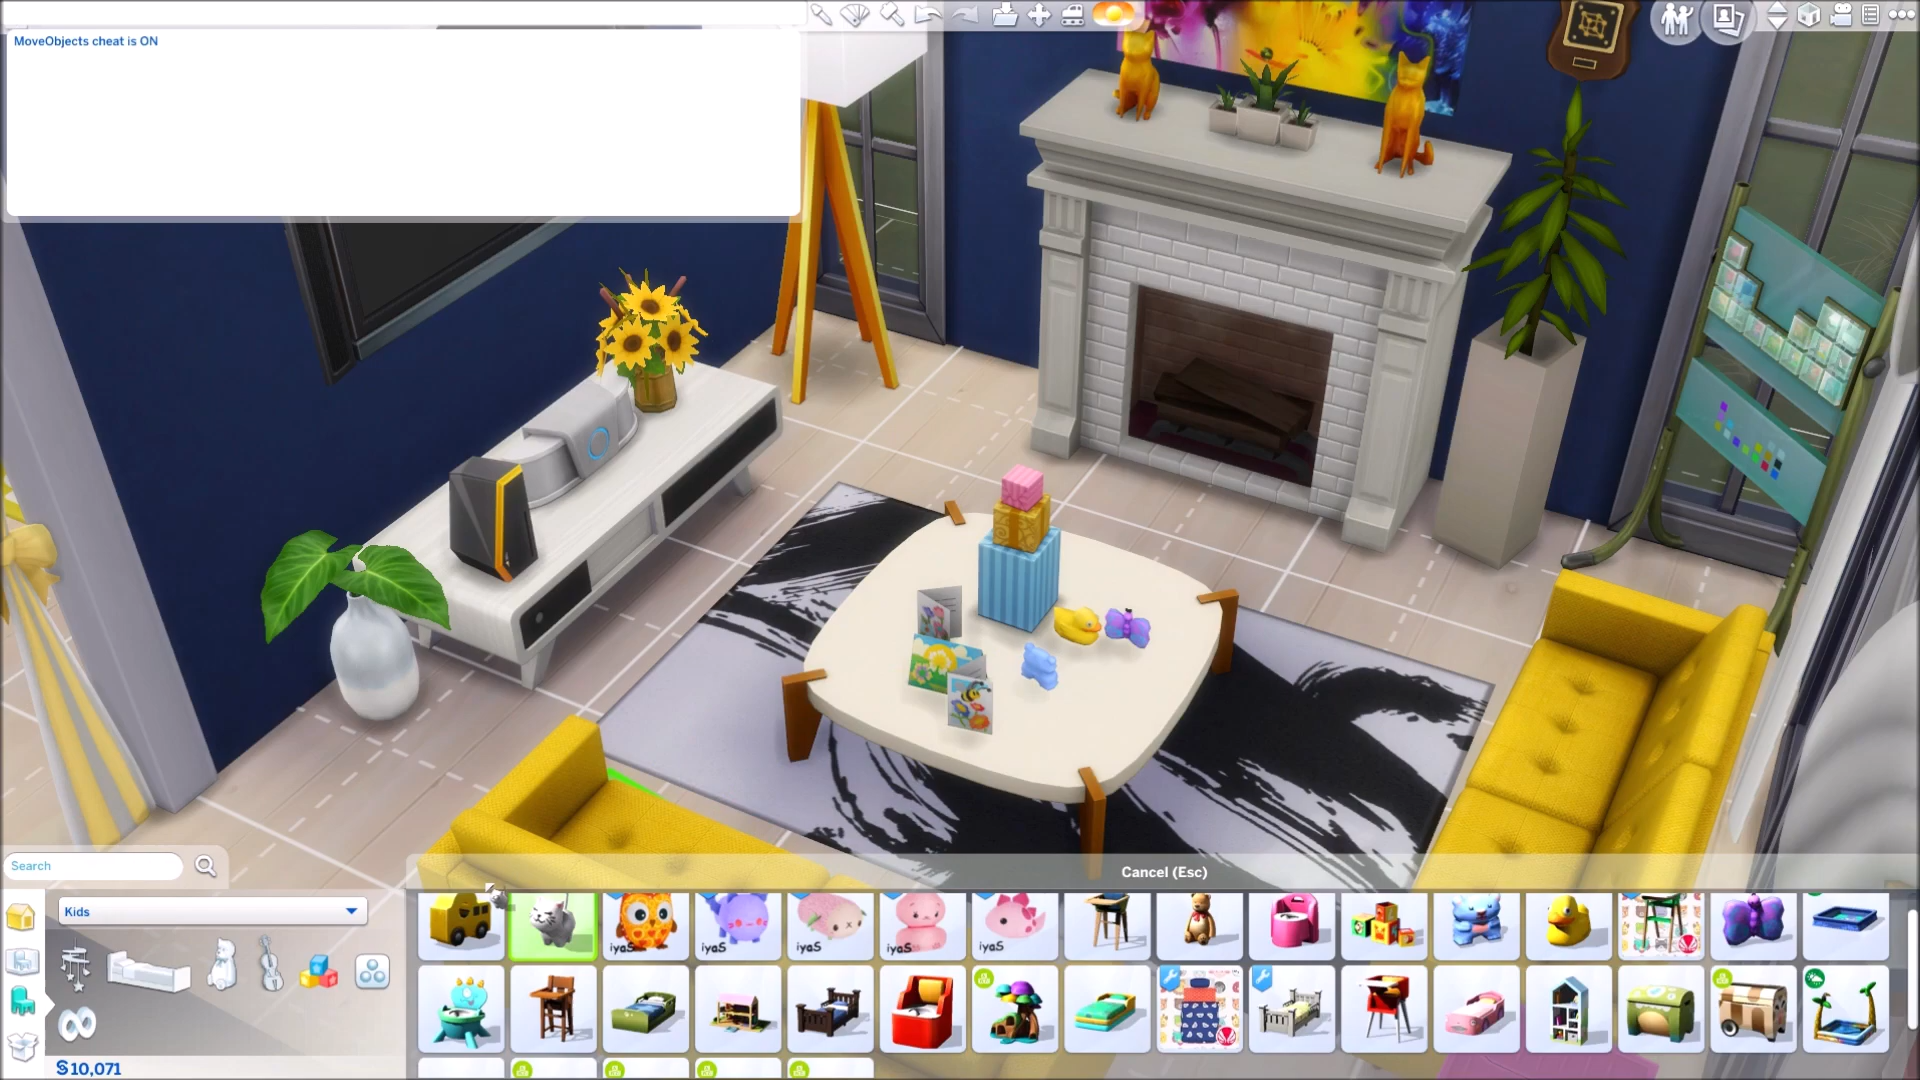 MoveObjects cheat is ON
Cancel (Esc)
Search
Kids
iyaS iyaS iyaS iyaS iyaS
§10,071